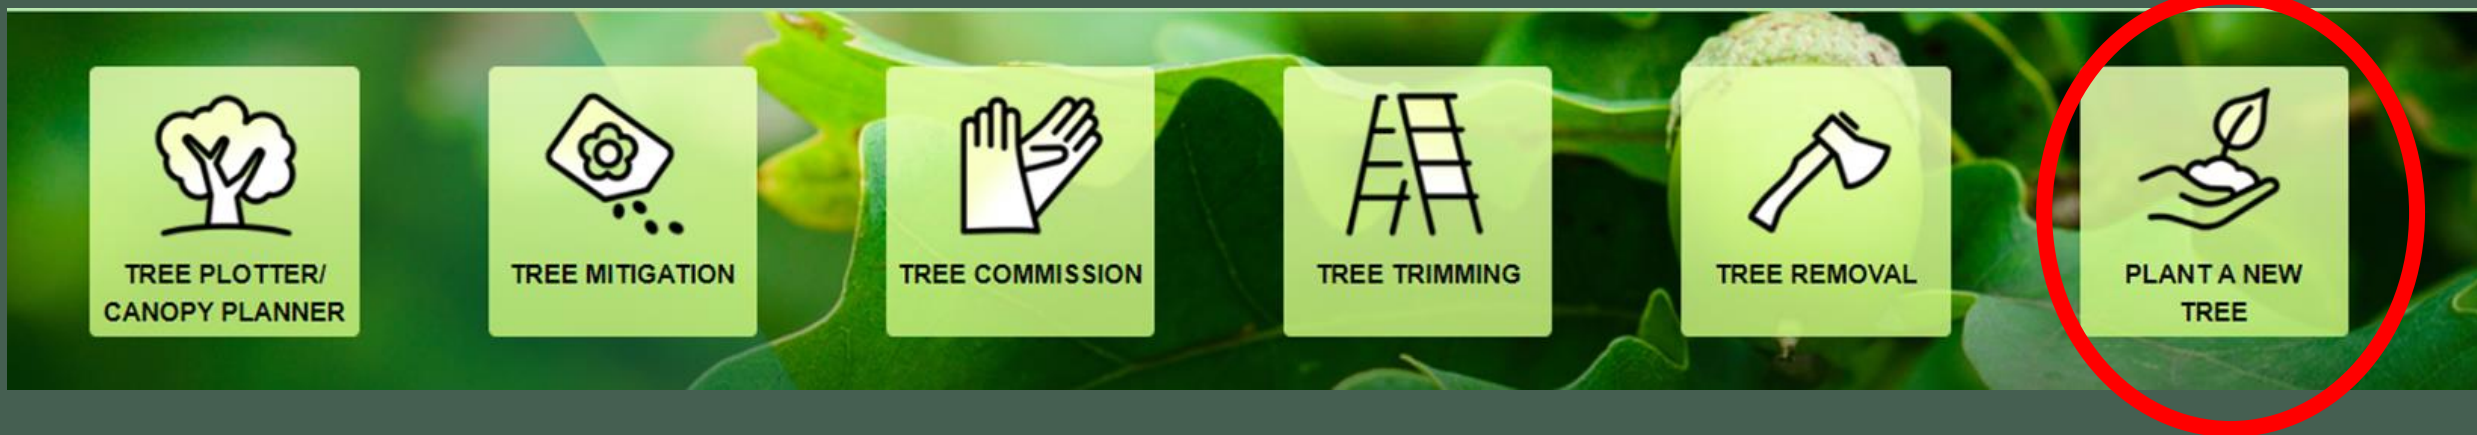 TREE PLOTTER/
CANOPY PLANNER
TREE MITIGATION
TREE COMMISSION
TREE TRIMMING
TREE REMOVAL
PLANT A NEW
TREE